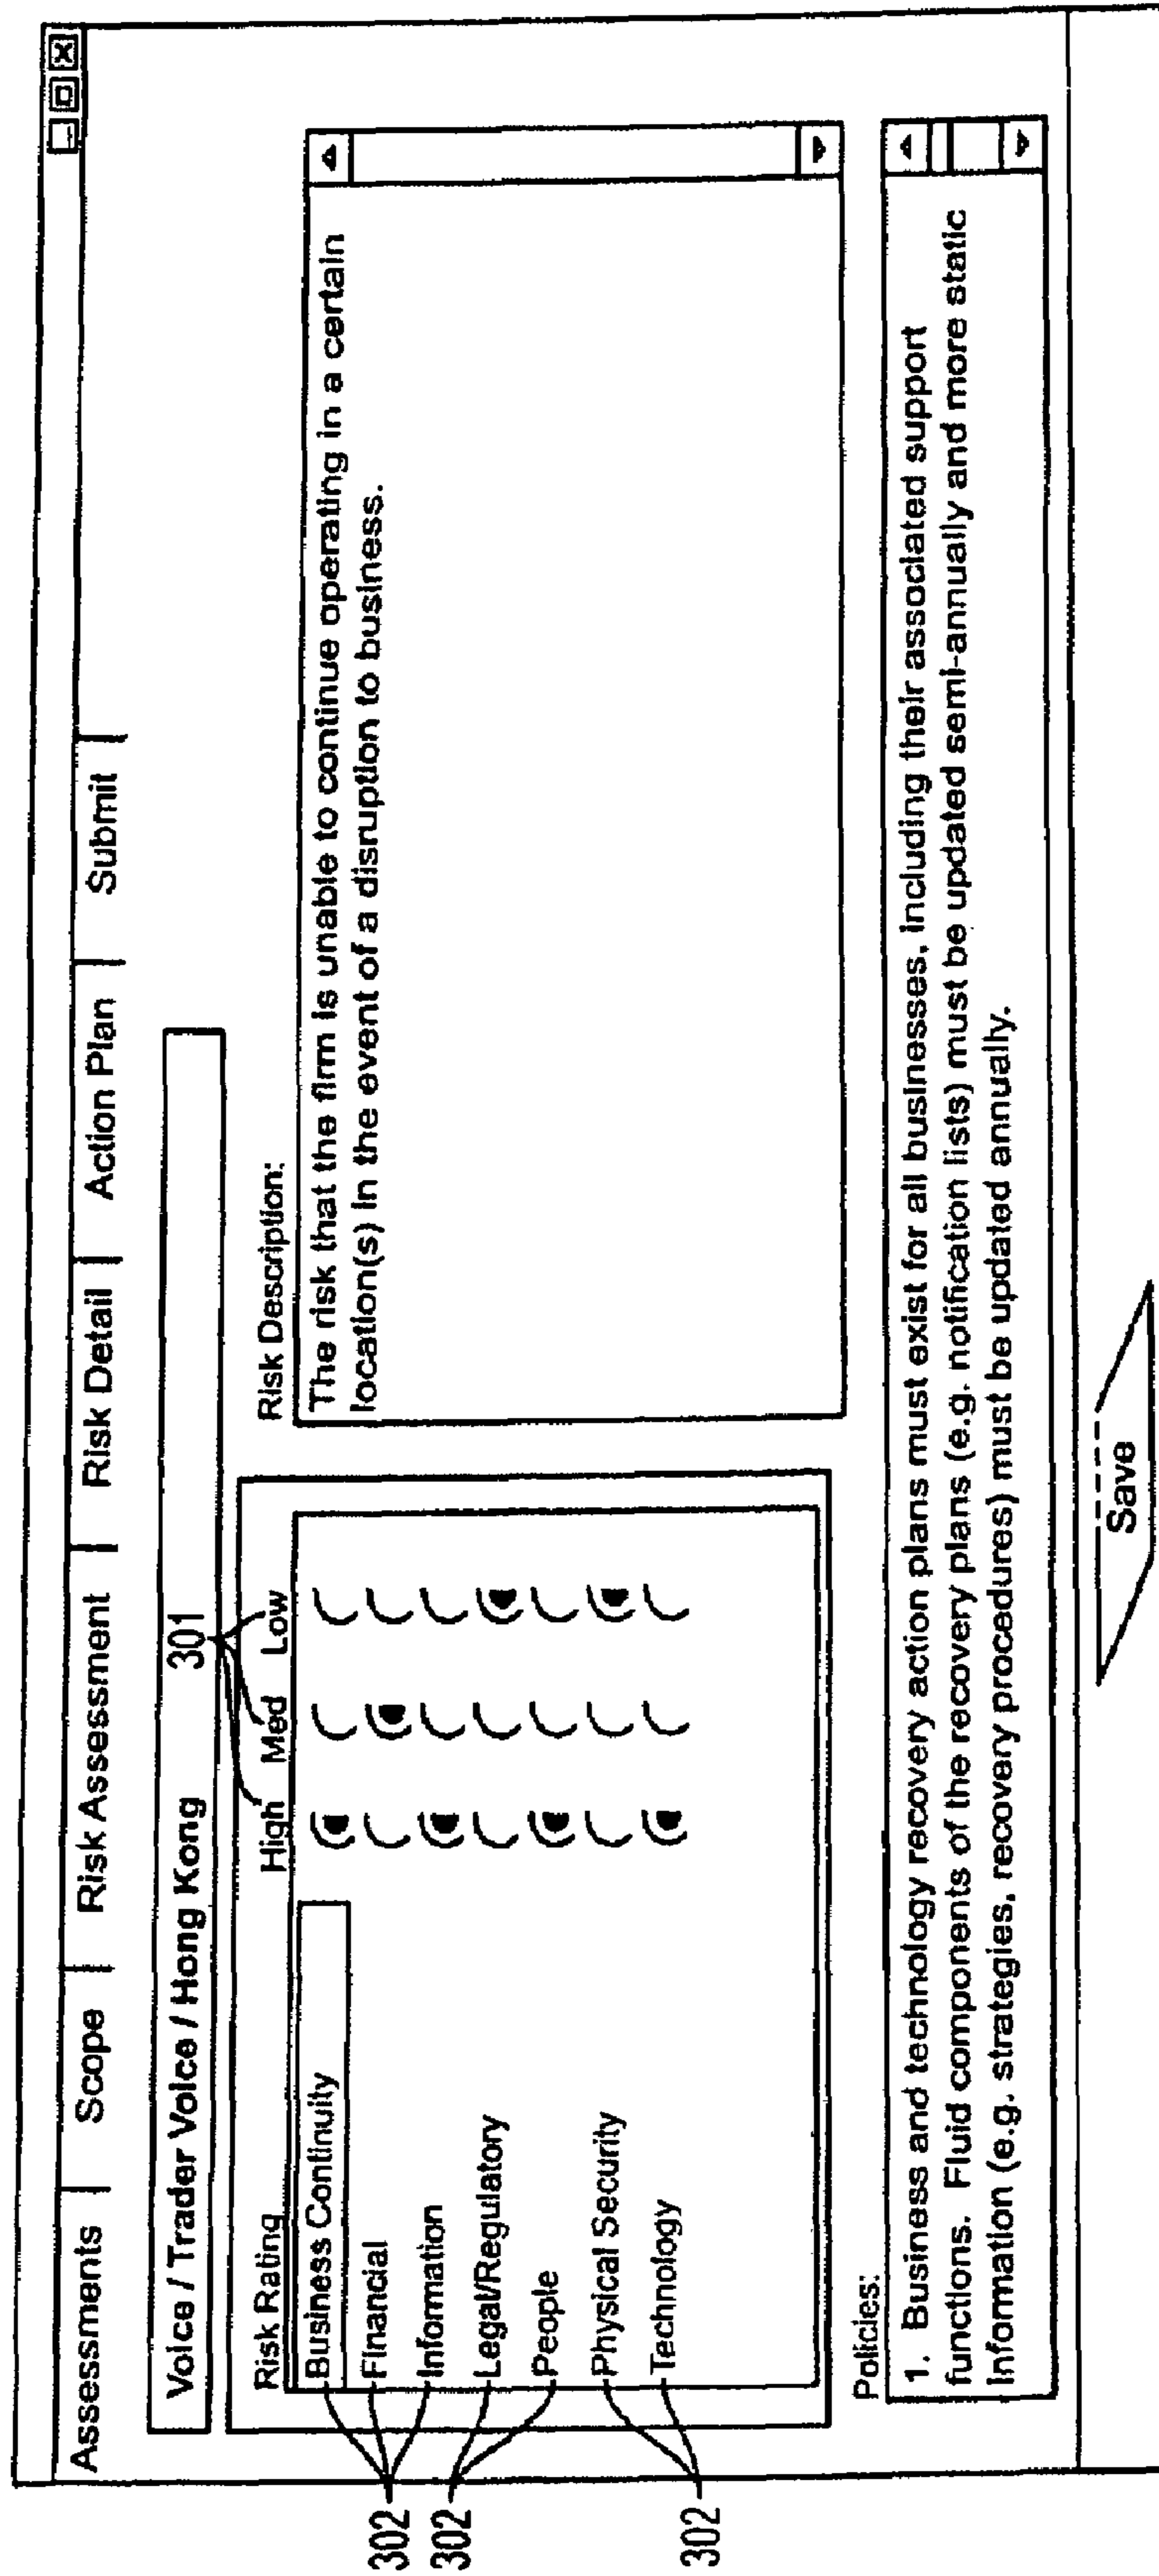 Assessments | Scope | Risk Assessment | Risk Detail | Action Plan | Submit |
Voice / Trader Voice / Hong Kong
301
Risk Rating High Med Low
Business Continuity
Financial
Information
Legal/Regulatory
People
Physical Security
Technology
302
302
302
Risk Description:
The risk that the firm is unable to continue operating in a certain
location(s) in the event of a disruption to business.
Policies:
1. Business and technology recovery action plans must exist for all businesses, including their associated support
functions. Fluid components of the recovery plans (e.g. notification lists) must be updated semi-annually and more static
Information (e.g. strategies, recovery procedures) must be updated annually.
Save